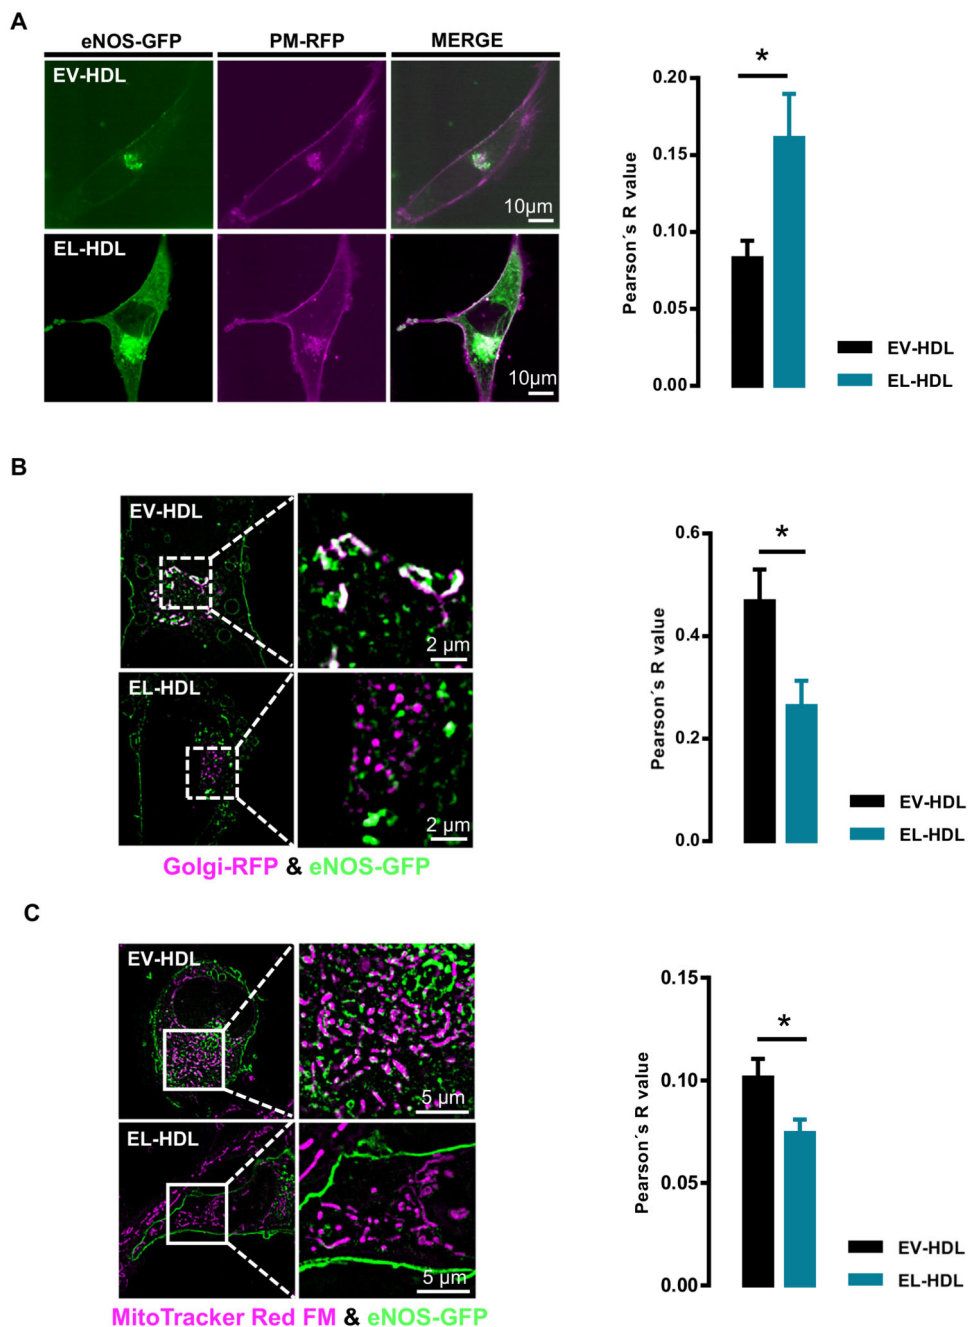 A
eNOS-GFP PM-RFP MERGE
EV-HDL
10µm
EL-HDL
10µm
*
0.20
0.15
0.10
0.05
0.00
Pearson´s R value
EV-HDL
EL-HDL
B
EV-HDL
2 µm
EL-HDL
2 µm
Golgi-RFP & eNOS-GFP
*
0.6
0.4
0.2
0.0
Pearson´s R value
EV-HDL
EL-HDL
C
EV-HDL
5 µm
EL-HDL
5 µm
MitoTracker Red FM & eNOS-GFP
*
0.15
0.10
0.05
0.00
Pearson´s R value
EV-HDL
EL-HDL